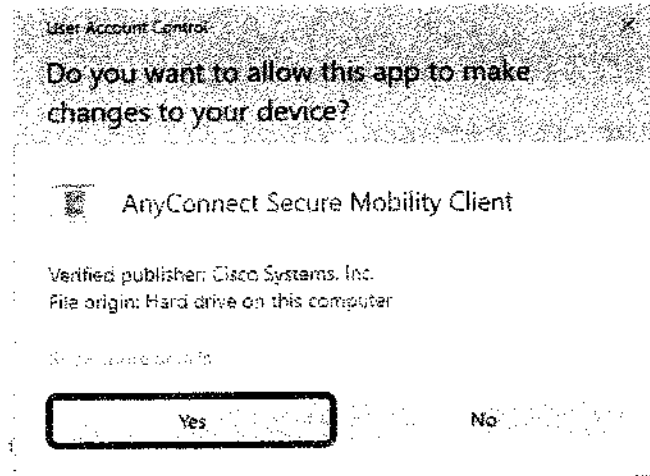 User Account Control
Do you want to allow this app to make
changes to your device?
AnyConnect Secure Mobility Client
Verified publisher: Cisco Systems, Inc.
File origin: Hard drive on this computer
Yes
No